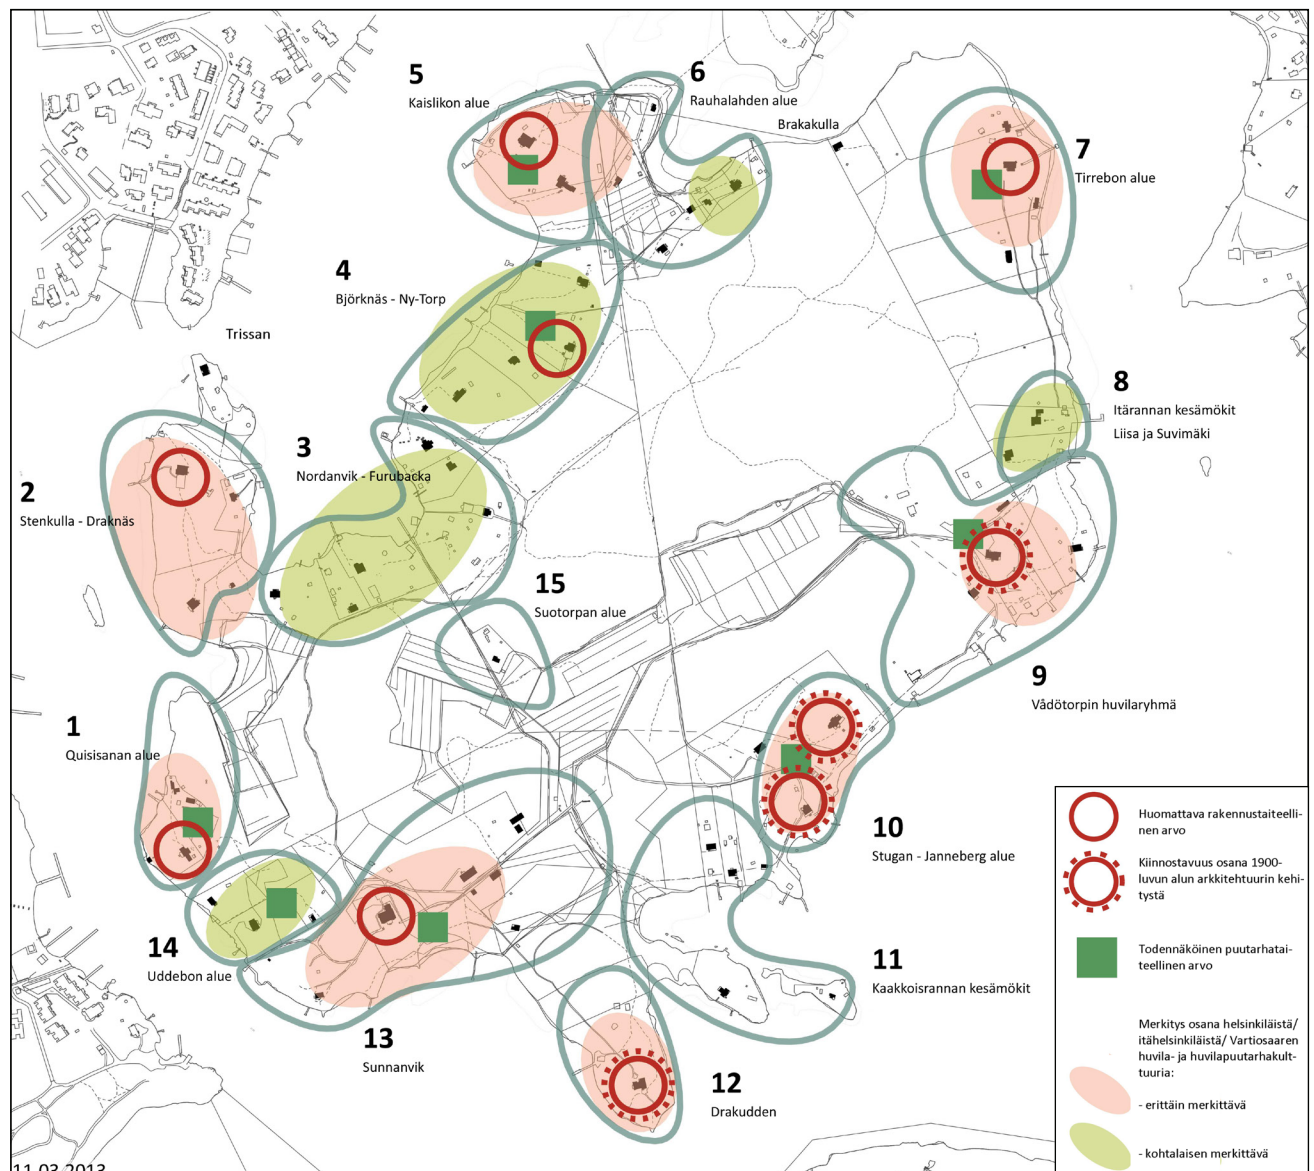 5
Kaislikon alue
6
Rauhalahden alue
Brakakulla
7
Tirrebon alue
4
Björknäs - Ny-Torp
Trissan
8
Itärannan kesämökit
Liisa ja Suvimäki
3
Nordanvik - Furubacka
2
Stenkulla - Draknäs
15
Suotorpan alue
9
Vådötorpin huvilaryhmä
1
Quisisanan alue
10
Stugan - Janneberg alue
14
Uddebon alue
11
Kaakkoisrannan kesämökit
13
Sunnanvik
12
Drakudden
Huomattava rakennustaiteelli-
nen arvo
Kiinnostavuus osana 1900-
luvun alun arkkitehtuurin kehi-
tystä
Todennäköinen puutarhatai-
teellinen arvo
Merkitys osana helsinkiläistä/
itähelsinkiläistä/ Vartiosaaren
huvila- ja huvilapuutarhakult-
tuuria:
- erittäin merkittävä
- kohtalaisen merkittävä
11.03.2013